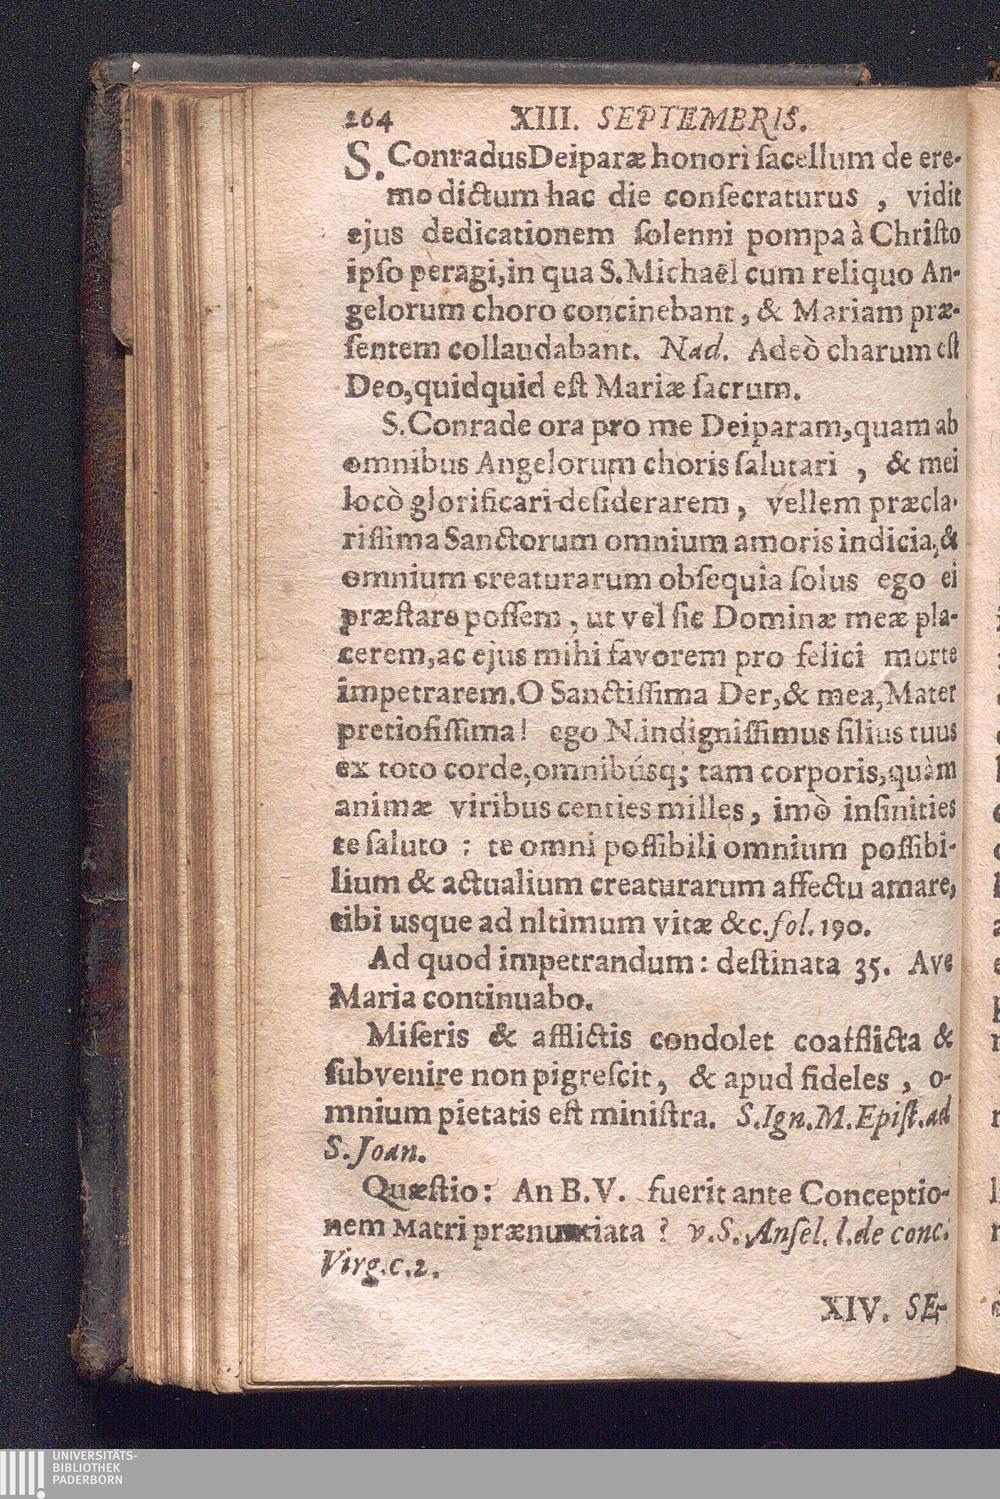 264 XIII. SEPTEMBRIS.
S. Conradus Deiparæ honori ſacellum de ere-
mo dictum hac die conſecraturus , vidit
ejus dedicationem ſolenni pompa à Chriſto
ipſo peragi, in qua S. Michaël cum reliquo An-
gelorum choro concinebant, & Mariam præ-
ſentem collaudabant. Nad. Adeò charum eſt
Deo, quidquid eſt Mariæ ſacrum.
S. Conrade ora pro me Deiparam, quam ab
omnibus Angelorum choris ſalutari , & mei
locò glorificari deſiderarem, vellem præcla-
riſſima Sanctorum omnium amoris indicia, &
omnium creaturarum obſequia ſolus ego ei
præſtare poſſem, ut vel ſic Dominæ meæ pla-
cerem, ac ejus mihi favorem pro felici morte
impetrarem. O Sanctiſſima Der, & mea, Mater
pretioſiſſima! ego N. indigniſſimus filius tuus
ex toto corde, omnibúsq; tam corporis, quàm
animæ viribus centies milles, imò infinities
te ſaluto : te omni poſſibili omnium poſſibi-
lium & actualium creaturarum affectu amare,
tibi usque ad nltimum vitæ &c. fol. 190.
Ad quod impetrandum: deſtinata 35. Ave
Maria continuabo.
Miſeris & afflictis condolet coafflicta &
ſubvenire non pigreſcit, & apud fideles , o-
mnium pietatis eſt miniſtra. S. Ign. M. Epiſt. ad
S. Joan.
Quæſtio: An B. V. fuerit ante Conceptio-
nem Matri prænunciata ? v. S. Anſel. l. de conc.
Virg. c. 2.
XIV. SE-
UNIVERSITÄTS-
BIBLIOTHEK
PADERBORN